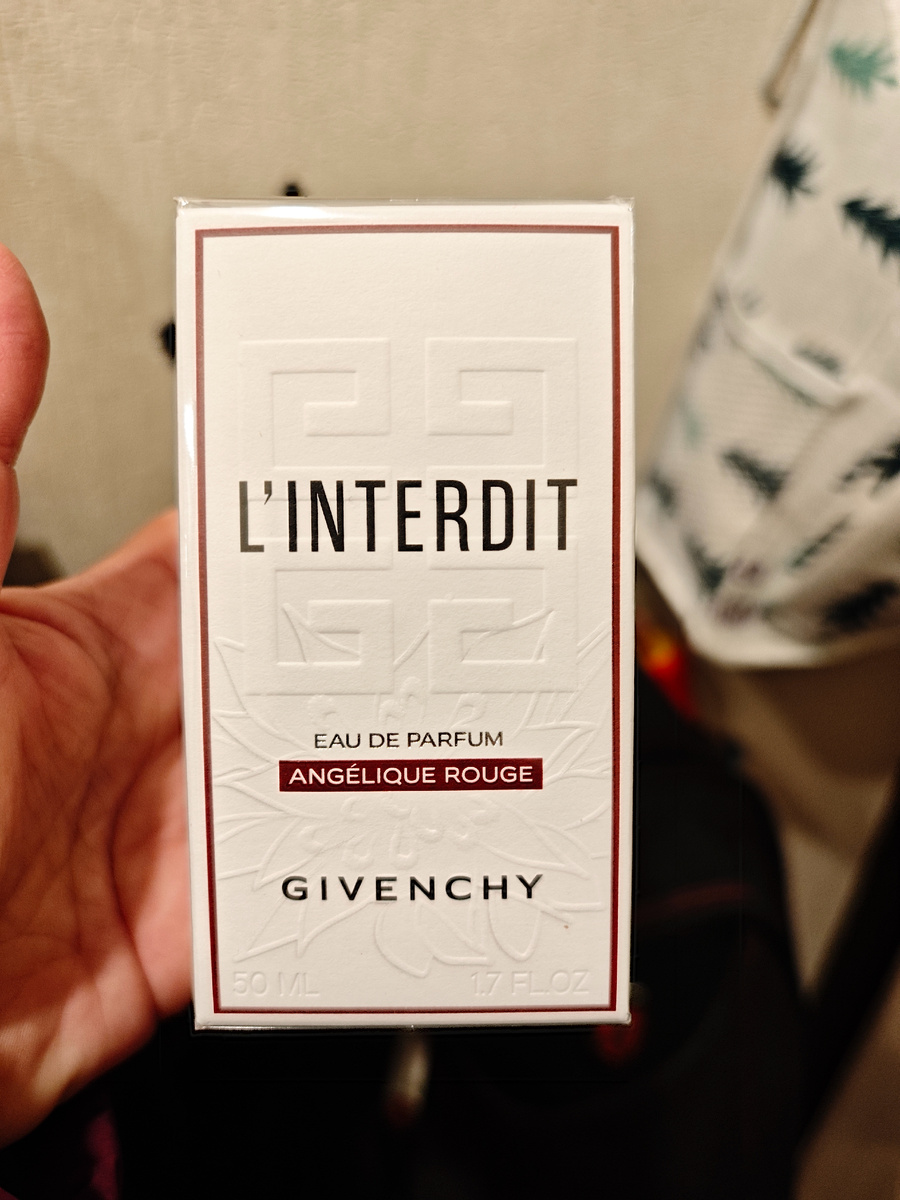 L'INTERDIT
EAU DE PARFUM
ANGÉLIQUE ROUGE
GIVENCHY
50 ML 1.7 FL.OZ